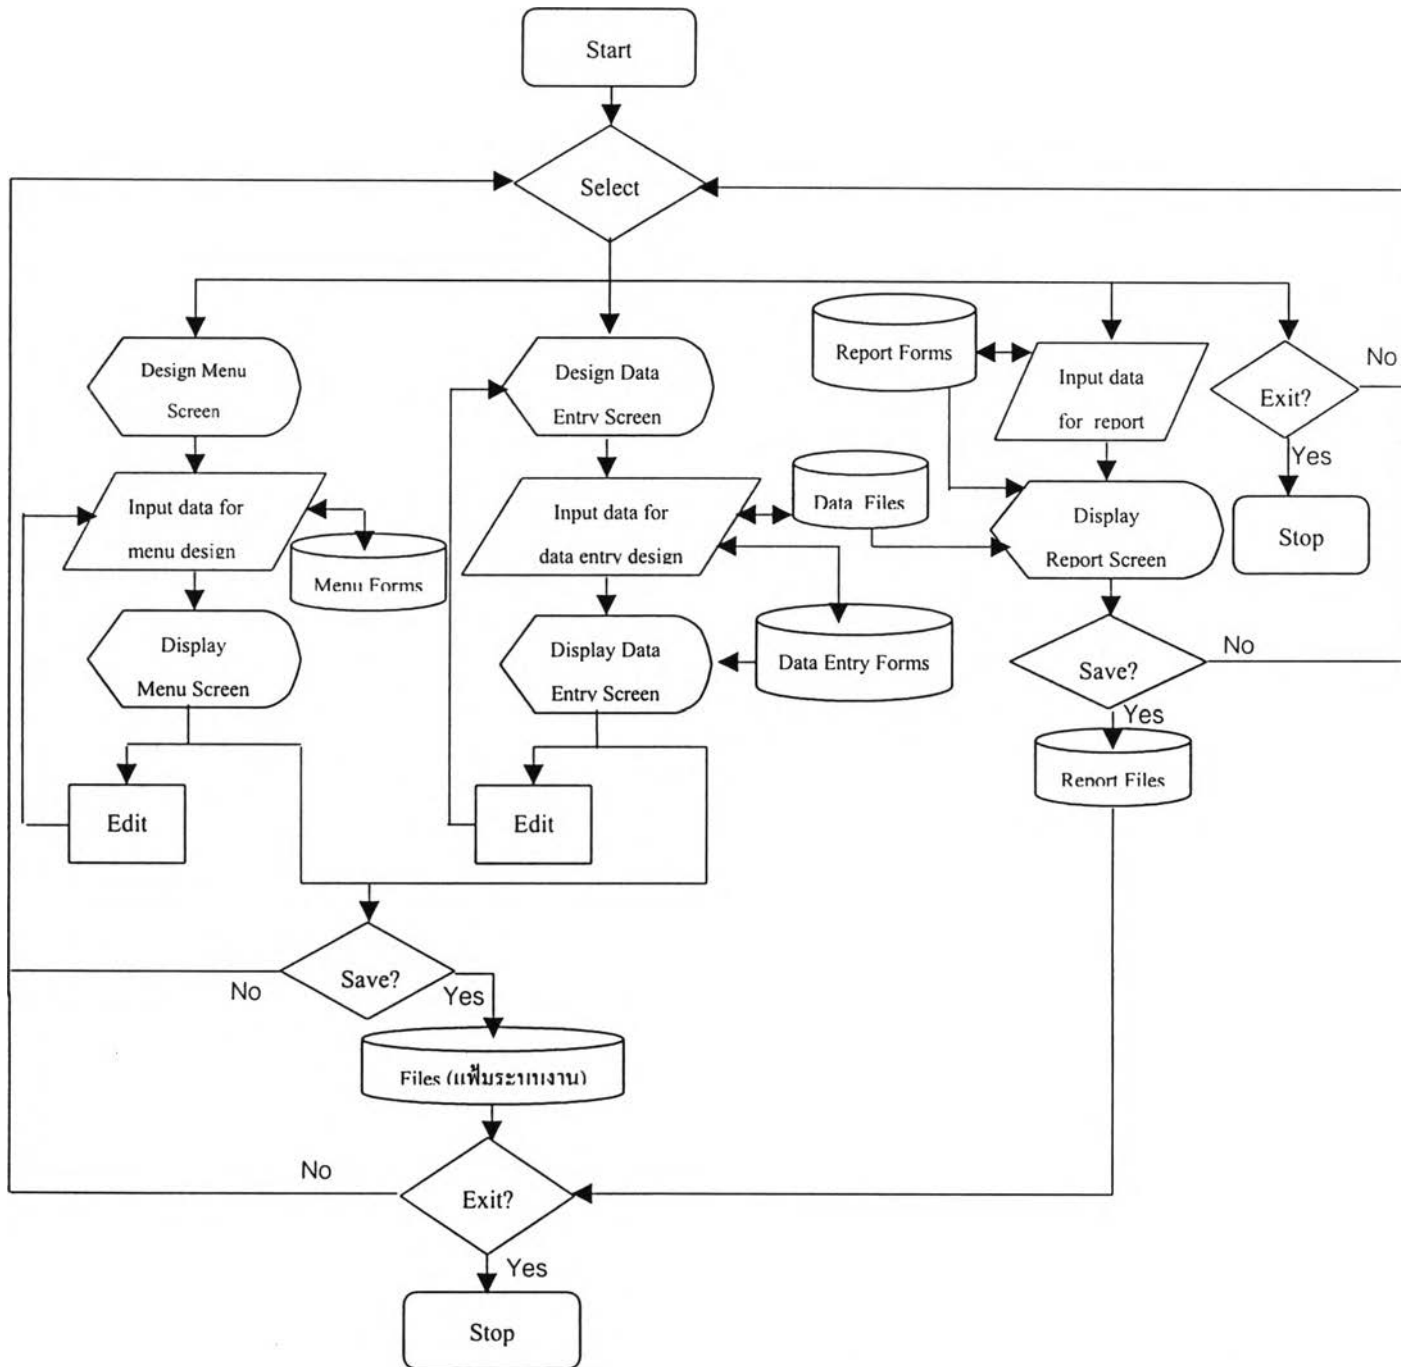 Start
Select
Design Menu
Screen
Design Data
Entry Screen
Report Forms
Input data
for report
Exit?
No
Yes
Stop
Input data for
menu design
Menu Forms
Input data for
data entry design
Data Files
Display
Report Screen
Display
Menu Screen
Display Data
Entry Screen
Data Entry Forms
Save?
No
Yes
Report Files
Edit
Edit
Save?
No
Yes
Files (แฟ้มระบบงาน)
Exit?
No
Yes
Stop